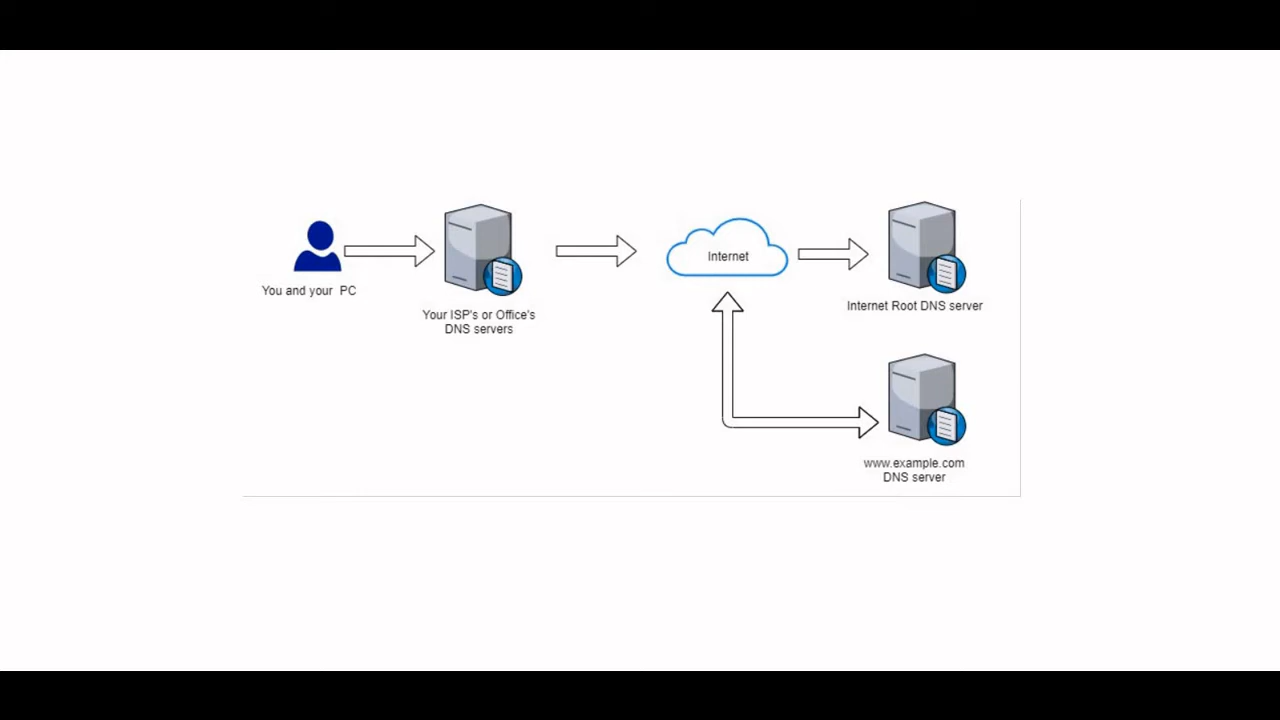 You and your PC
Your ISP's or Office's
DNS servers
Internet
Internet Root DNS server
www.example.com
DNS server